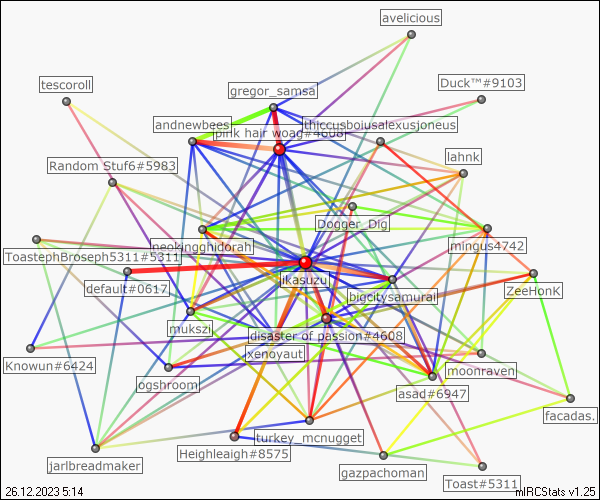 avelicious
tescoroll
Duck™#9103
gregor_samsa
andnewbees
pink hair woag#4608
thiccusboiusalexusjoneus
Random Stuf6#5983
lahnk
Dogger_Dig
neokingghidorah
mingus4742
ToastephBroseph5311#5311
jikasuzu
default#0617
bigcitysamurai
ZeeHonK
mukszi
disaster of passion#4608
xenoyaut
Knowun#6424
ogshroom
moonraven
asad#6947
facadas.
turkey_mcnugget
Heighleaigh#8575
jarlbreadmaker
gazpachoman
Toast#5311
26.12.2023 5:14
mIRCStats v1.25